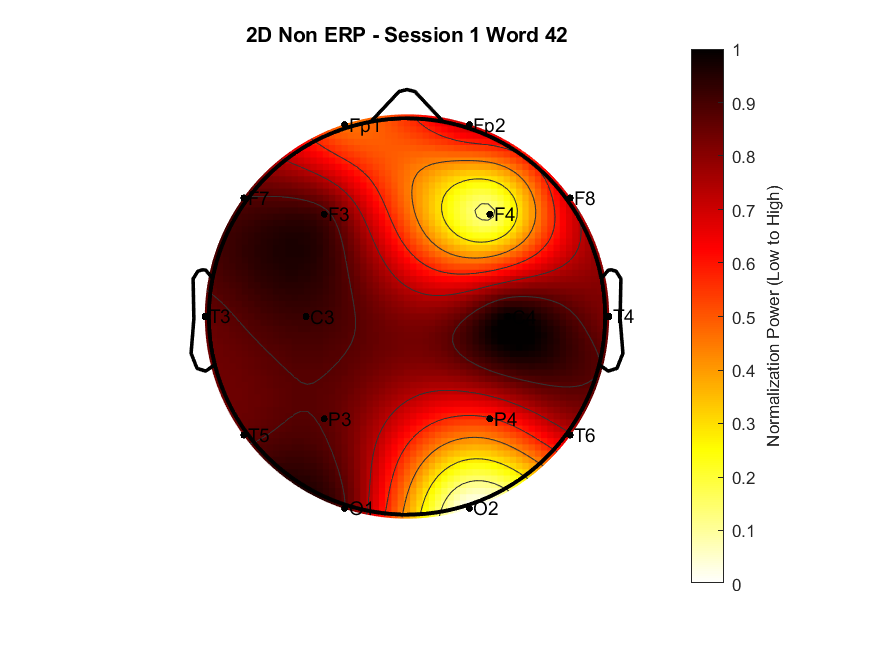 2D Non ERP - Session 1 Word 42
Fp1 Fp2
F7 F3 F4 F8
T3 C3 T4
T5 P3 P4 T6
O1 O2
1
0.9
0.8
0.7
0.6
0.5
0.4
0.3
0.2
0.1
0
Normalization Power (Low to High)